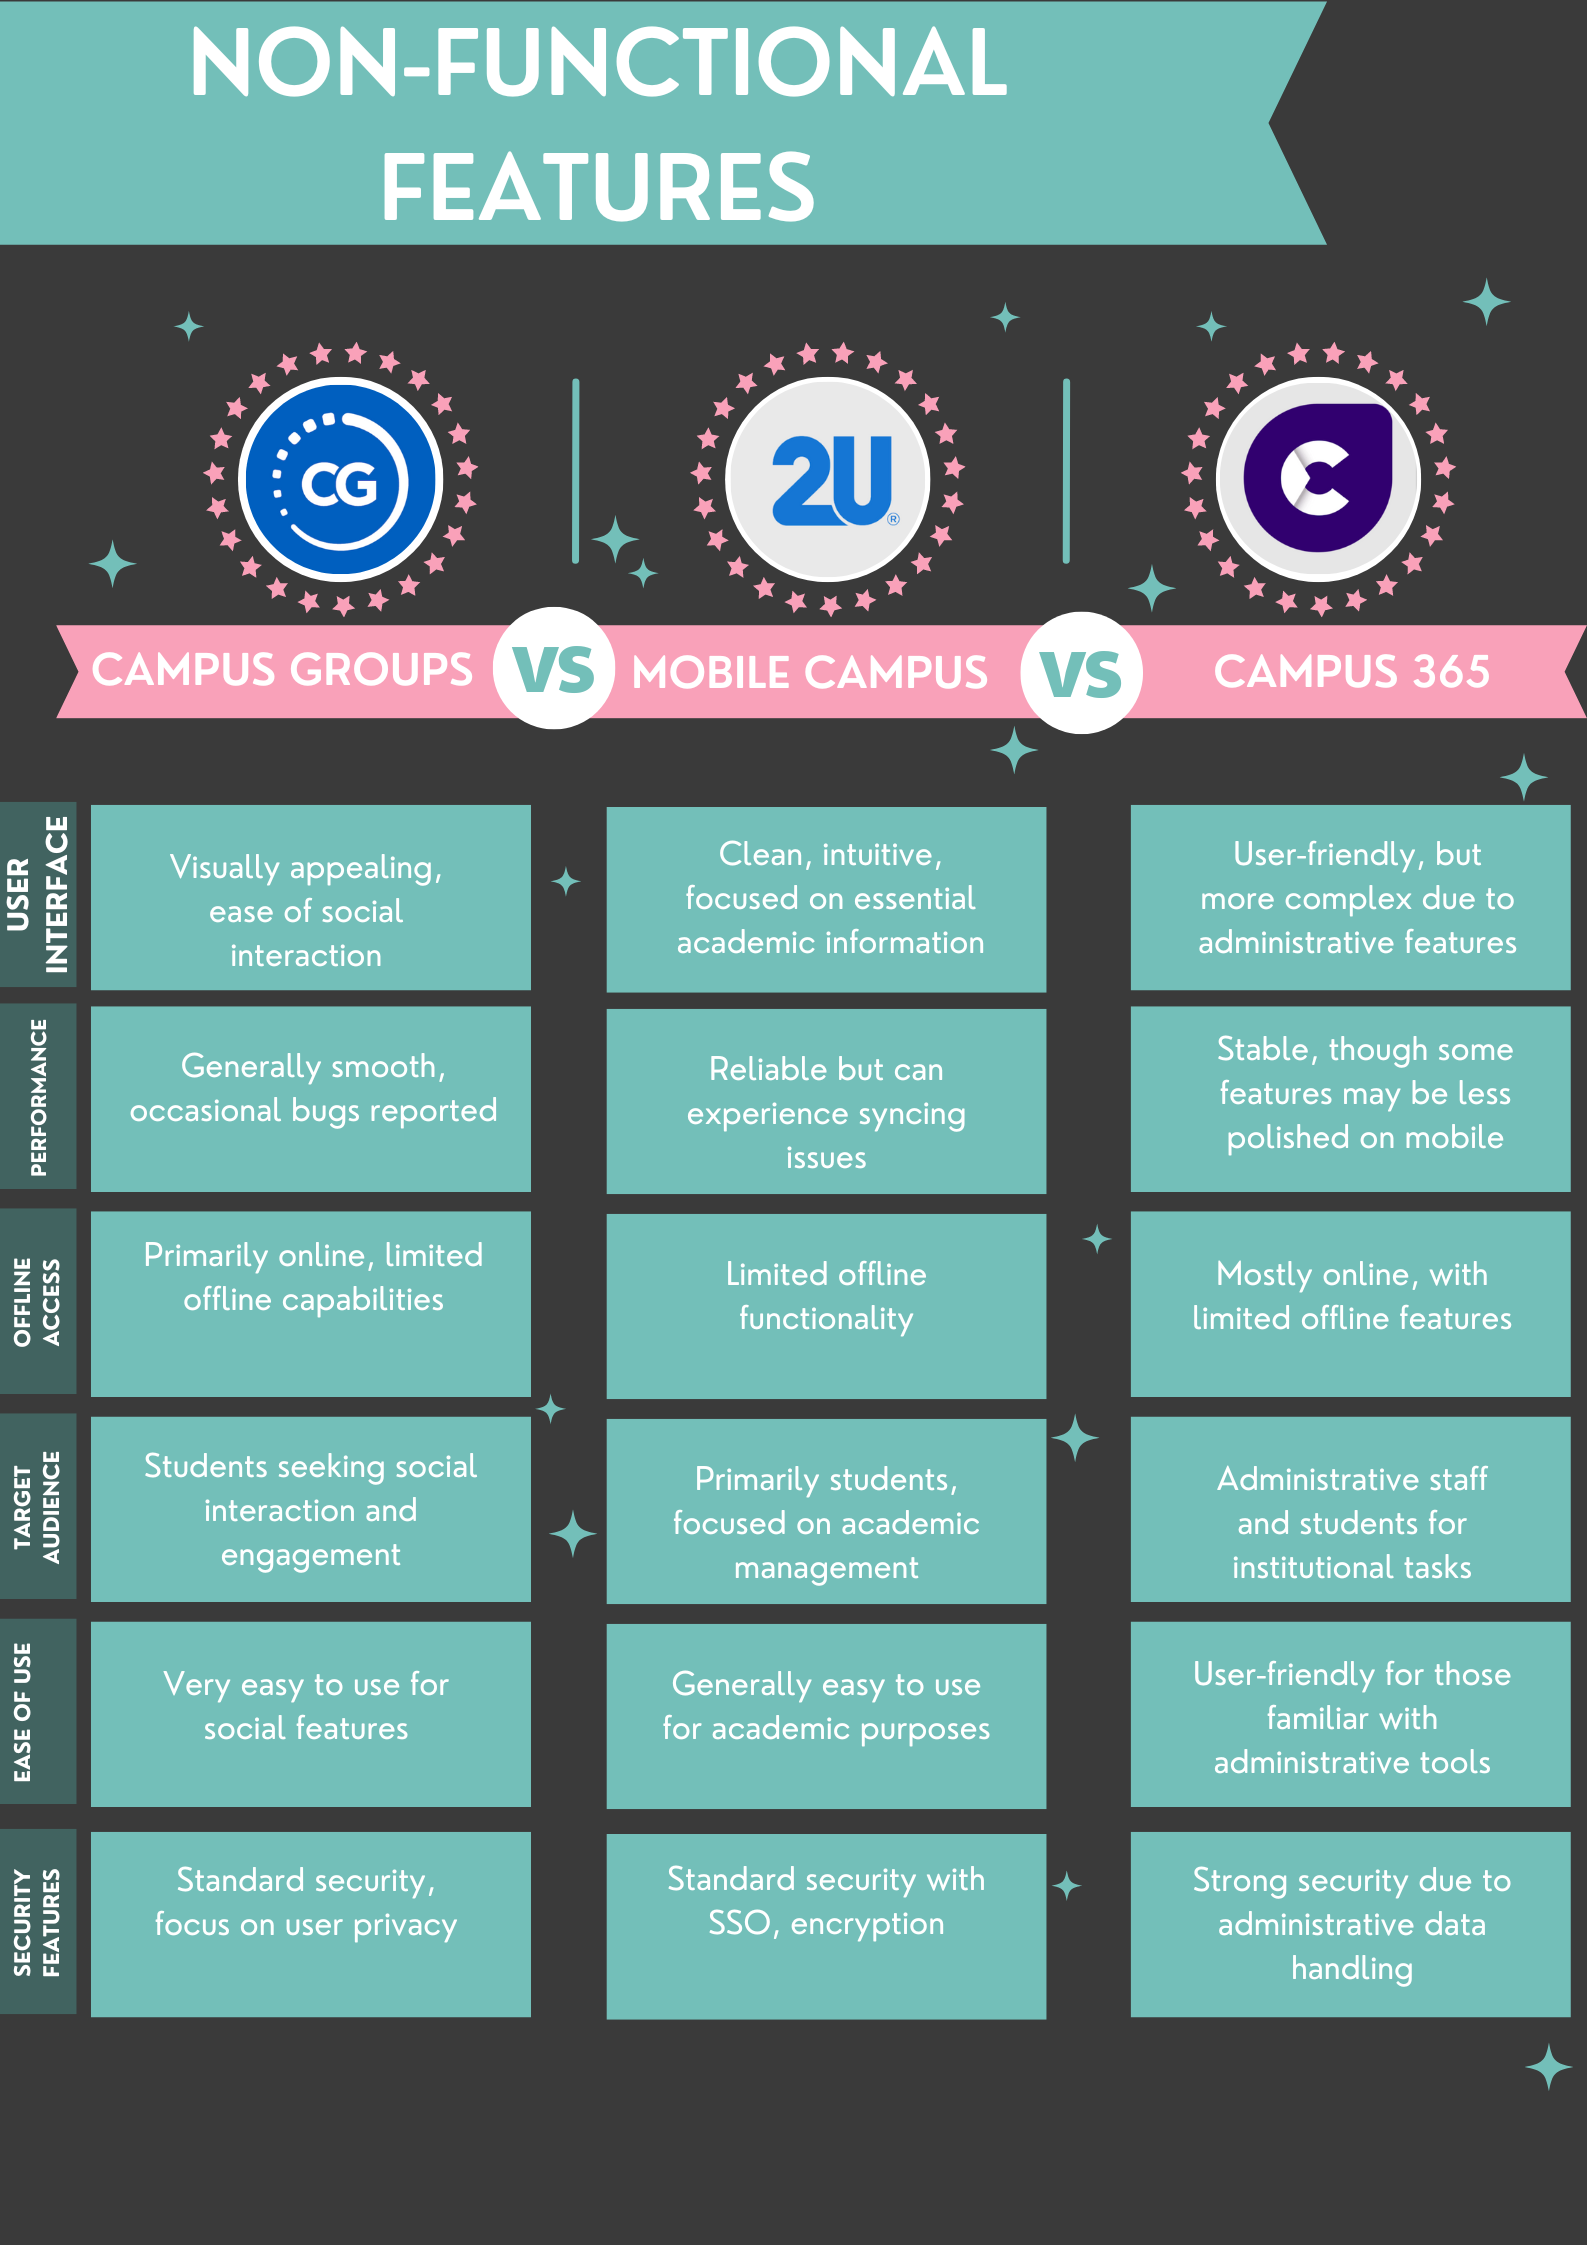 NON-FUNCTIONAL
FEATURES
CG
2U®
C
CAMPUS GROUPS
VS
MOBILE CAMPUS
VS
CAMPUS 365
USER
INTERFACE
Visually appealing,
ease of social
interaction
Clean, intuitive,
focused on essential
academic information
User-friendly, but
more complex due to
administrative features
PERFORMANCE
Generally smooth,
occasional bugs reported
Reliable but can
experience syncing
issues
Stable, though some
features may be less
polished on mobile
OFFLINE
ACCESS
Primarily online, limited
offline capabilities
Limited offline
functionality
Mostly online, with
limited offline features
TARGET
AUDIENCE
Students seeking social
interaction and
engagement
Primarily students,
focused on academic
management
Administrative staff
and students for
institutional tasks
EASE OF USE
Very easy to use for
social features
Generally easy to use
for academic purposes
User-friendly for those
familiar with
administrative tools
SECURITY
FEATURES
Standard security,
focus on user privacy
Standard security with
SSO, encryption
Strong security due to
administrative data
handling